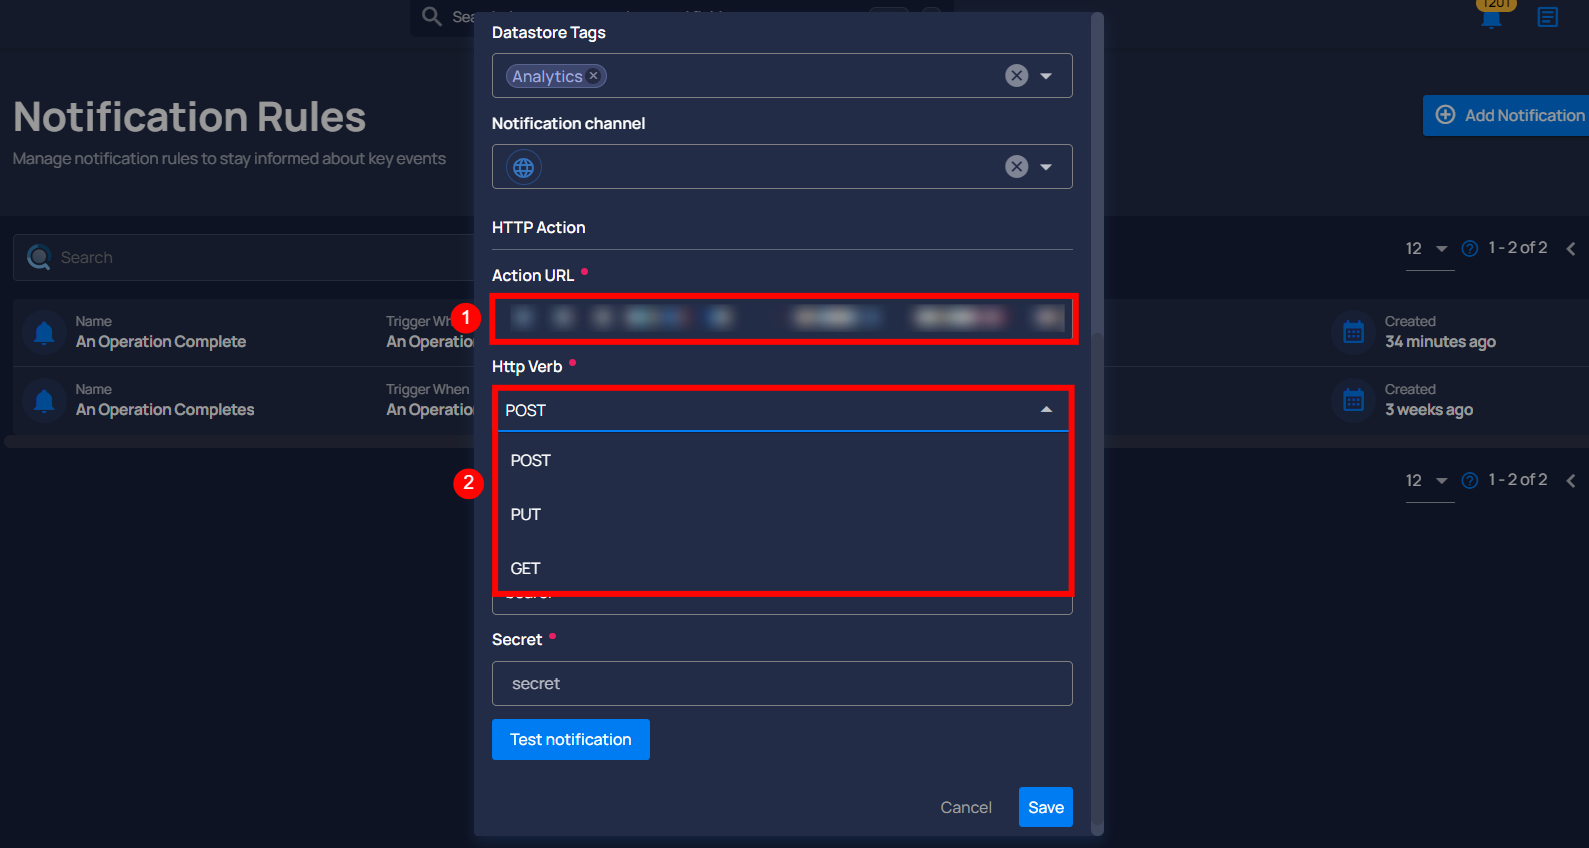 1201
Datastore Tags
Analytics
Notification Rules
Add Notification
Manage notification rules to stay informed about key events
Notification channel
HTTP Action
Search
12
1 - 2 of 2
Action URL
1
Name
An Operation Complete
Trigger Wh
An Operatio
Created
34 minutes ago
Http Verb
Name
An Operation Completes
Trigger When
An Operatio
Created
3 weeks ago
POST
2
POST
PUT
GET
12
1 - 2 of 2
Secret
secret
Test notification
Cancel
Save